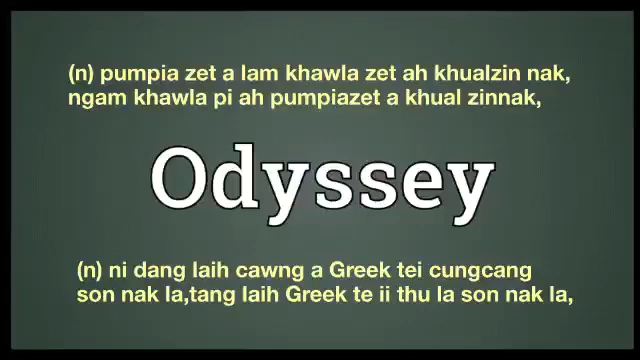 (n) pumpia zet a lam khawla zet ah khualzin nak,
ngam khawla pi ah pumpiazet a khual zinnak,
Odyssey
(n) ni dang laih cawng a Greek tei cungcang
son nak la,tang laih Greek te ii thu la son nak la,